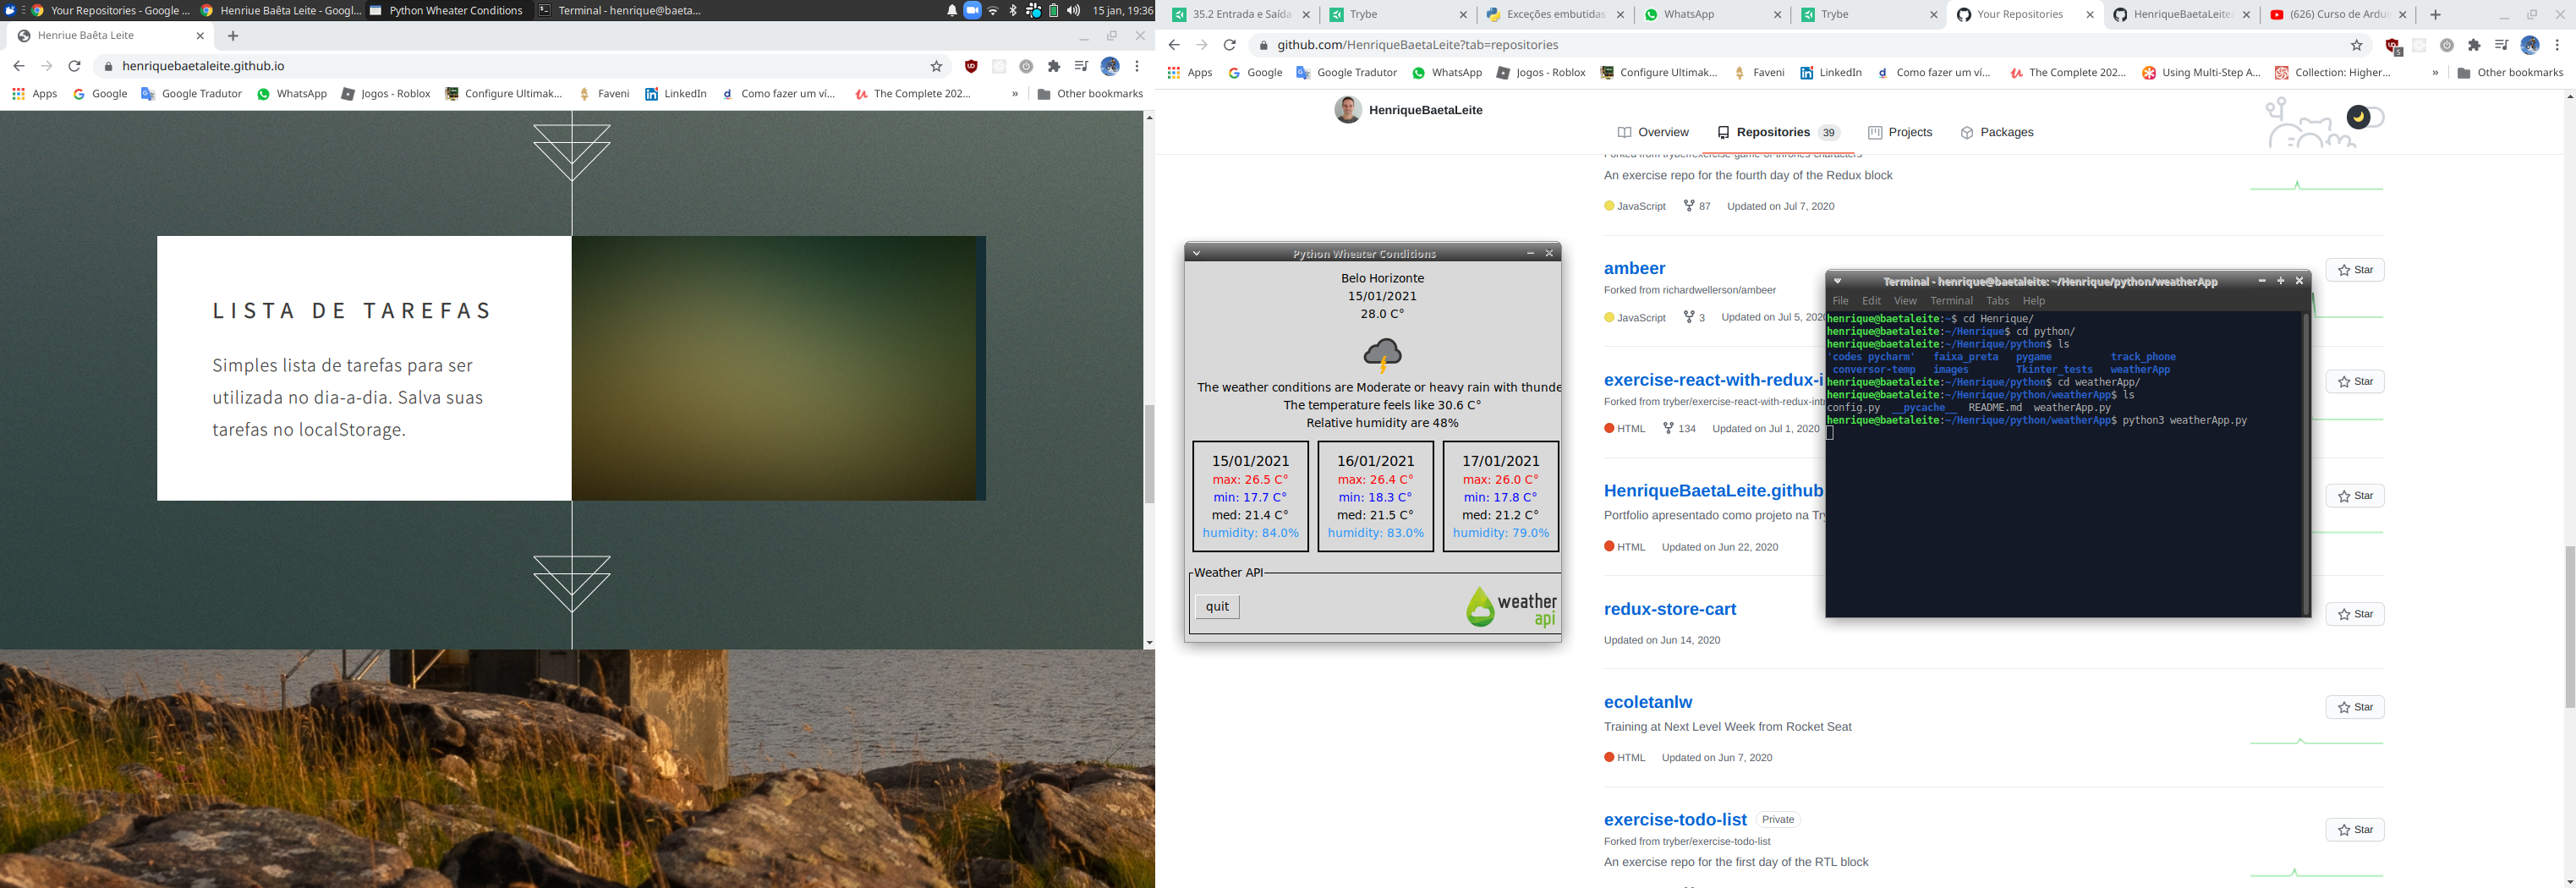 Your Repositories - Google ...
Henriue Baêta Leite - Googl...
Python Wheater Conditions
Terminal - henrique@baeta...
15 jan, 19:36
Henriue Baêta Leite
henriquebaetaleite.github.io
Apps
Google
Google Tradutor
WhatsApp
Jogos - Roblox
Configure Ultimak...
Faveni
LinkedIn
Como fazer um ví...
The Complete 202...
»
Other bookmarks
LISTA DE TAREFAS
Simples lista de tarefas para ser
utilizada no dia-a-dia. Salva suas
tarefas no localStorage.
35.2 Entrada e Saída
Trybe
Exceções embutidas
WhatsApp
Trybe
Your Repositories
HenriqueBaetaLeite/
(626) Curso de Ardui
github.com/HenriqueBaetaLeite?tab=repositories
5
Apps
Google
Google Tradutor
WhatsApp
Jogos - Roblox
Configure Ultimak...
Faveni
LinkedIn
Como fazer um ví...
The Complete 202...
Using Multi-Step A...
Collection: Higher...
»
Other bookmarks
HenriqueBaetaLeite
Overview
Repositories 39
Projects
Packages
Forked from tryber/exercise-game-of-thrones-characters
An exercise repo for the fourth day of the Redux block
JavaScript 87 Updated on Jul 7, 2020
ambeer
Star
Forked from richardwellerson/ambeer
JavaScript 3 Updated on Jul 5, 2020
exercise-react-with-redux-i
Star
Forked from tryber/exercise-react-with-redux-intr
HTML 134 Updated on Jul 1, 2020
HenriqueBaetaLeite.github
Star
Portfolio apresentado como projeto na Try
HTML Updated on Jun 22, 2020
redux-store-cart
Star
Updated on Jun 14, 2020
ecoletanlw
Star
Training at Next Level Week from Rocket Seat
HTML Updated on Jun 7, 2020
exercise-todo-list Private
Star
Forked from tryber/exercise-todo-list
An exercise repo for the first day of the RTL block
Python Wheater Conditions
Belo Horizonte
15/01/2021
28.0 C°
The weather conditions are Moderate or heavy rain with thunde
The temperature feels like 30.6 C°
Relative humidity are 48%
15/01/2021
max: 26.5 C°
min: 17.7 C°
med: 21.4 C°
humidity: 84.0%
16/01/2021
max: 26.4 C°
min: 18.3 C°
med: 21.5 C°
humidity: 83.0%
17/01/2021
max: 26.0 C°
min: 17.8 C°
med: 21.2 C°
humidity: 79.0%
Weather API
quit
weather
api
Terminal - henrique@baetaleite: ~/Henrique/python/weatherApp
File Edit View Terminal Tabs Help
henrique@baetaleite:~$ cd Henrique/
henrique@baetaleite:~/Henrique$ cd python/
henrique@baetaleite:~/Henrique/python$ ls
'codes pycharm' faixa_preta pygame track_phone
conversor-temp images Tkinter_tests weatherApp
henrique@baetaleite:~/Henrique/python$ cd weatherApp/
henrique@baetaleite:~/Henrique/python/weatherApp$ ls
config.py __pycache__ README.md weatherApp.py
henrique@baetaleite:~/Henrique/python/weatherApp$ python3 weatherApp.py